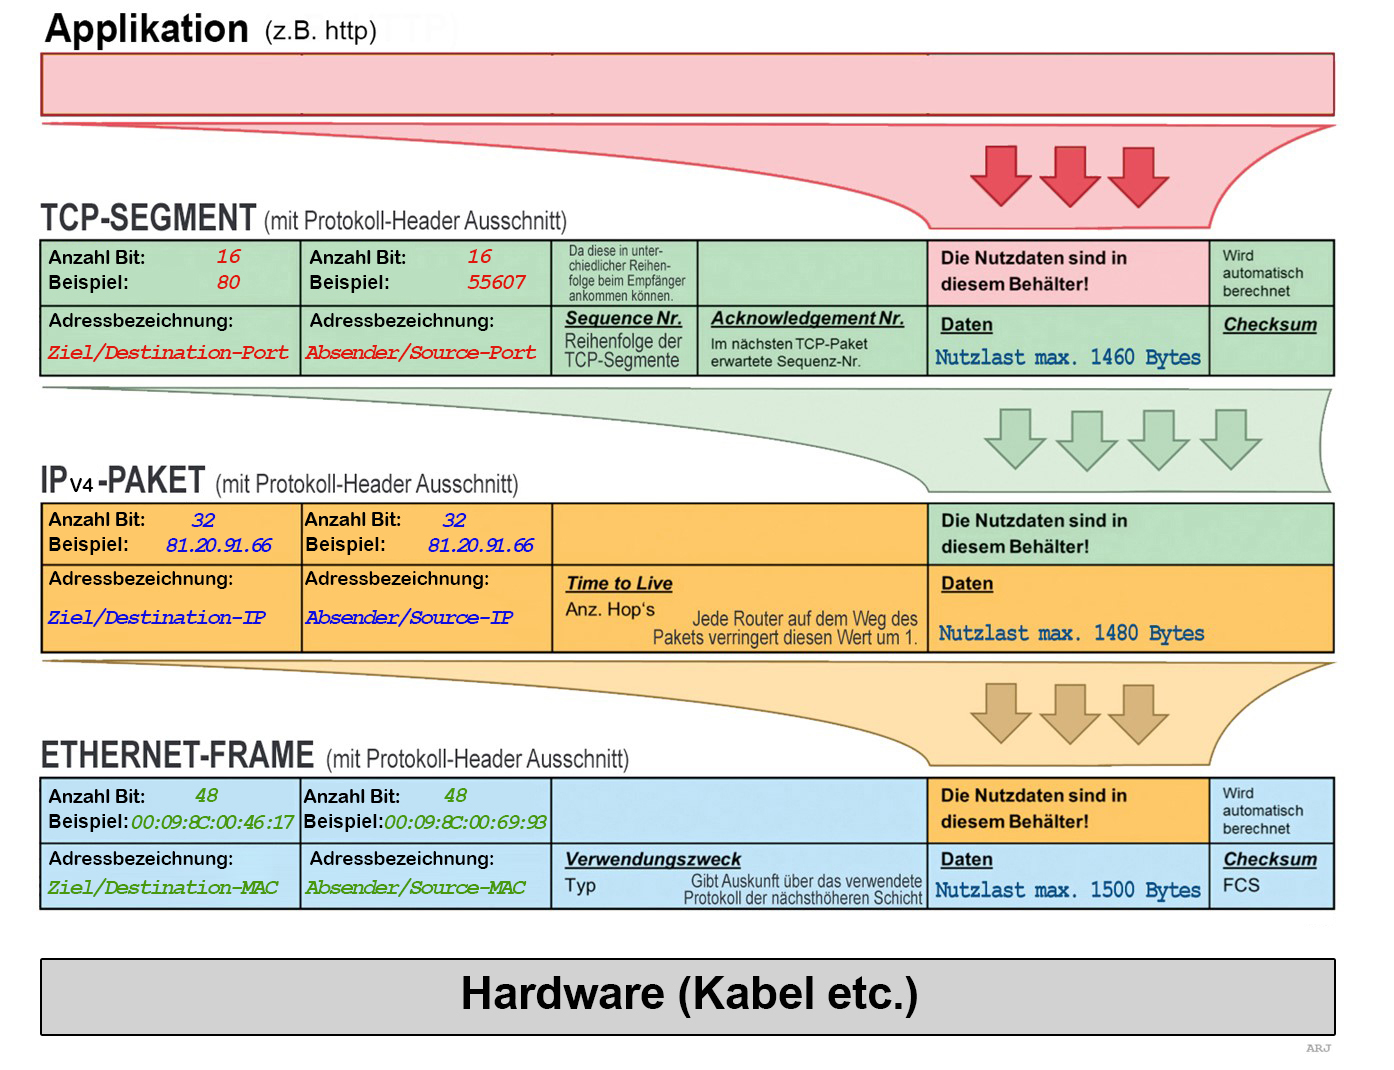 Applikation (z.B. http)
TCP-SEGMENT (mit Protokoll-Header Ausschnitt)
Anzahl Bit: 16
Beispiel: 80
Anzahl Bit: 16
Beispiel: 55607
Da diese in unter-
chiedlicher Reihen-
folge beim Empfänger
ankommen können.
Die Nutzdaten sind in
diesem Behälter!
Wird
automatisch
berechnet
Adressbezeichnung:
Ziel/Destination-Port
Adressbezeichnung:
Absender/Source-Port
Sequence Nr.
Reihenfolge der
TCP-Segmente
Acknowledgement Nr.
Im nächsten TCP-Paket
erwartete Sequenz-Nr.
Daten
Nutzlast max. 1460 Bytes
Checksum
IPV4-PAKET (mit Protokoll-Header Ausschnitt)
Anzahl Bit: 32
Beispiel: 81.20.91.66
Anzahl Bit: 32
Beispiel: 81.20.91.66
Die Nutzdaten sind in
diesem Behälter!
Adressbezeichnung:
Ziel/Destination-IP
Adressbezeichnung:
Absender/Source-IP
Time to Live
Anz. Hop's
Jede Router auf dem Weg des
Pakets verringert diesen Wert um 1.
Daten
Nutzlast max. 1480 Bytes
ETHERNET-FRAME (mit Protokoll-Header Ausschnitt)
Anzahl Bit: 48
Beispiel: 00:09:8C:00:46:17
Anzahl Bit: 48
Beispiel: 00:09:8C:00:69:93
Die Nutzdaten sind in
diesem Behälter!
Wird
automatisch
berechnet
Adressbezeichnung:
Ziel/Destination-MAC
Adressbezeichnung:
Absender/Source-MAC
Verwendungszweck
Typ
Gibt Auskunft über das verwendete
Protokoll der nächsthöheren Schicht
Daten
Nutzlast max. 1500 Bytes
Checksum
FCS
Hardware (Kabel etc.)
ARJ